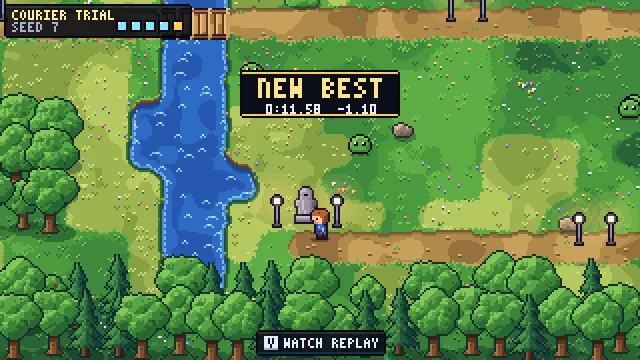 COURIER TRIAL
SEED 7
NEW BEST
0:11.58 -1.10
V WATCH REPLAY